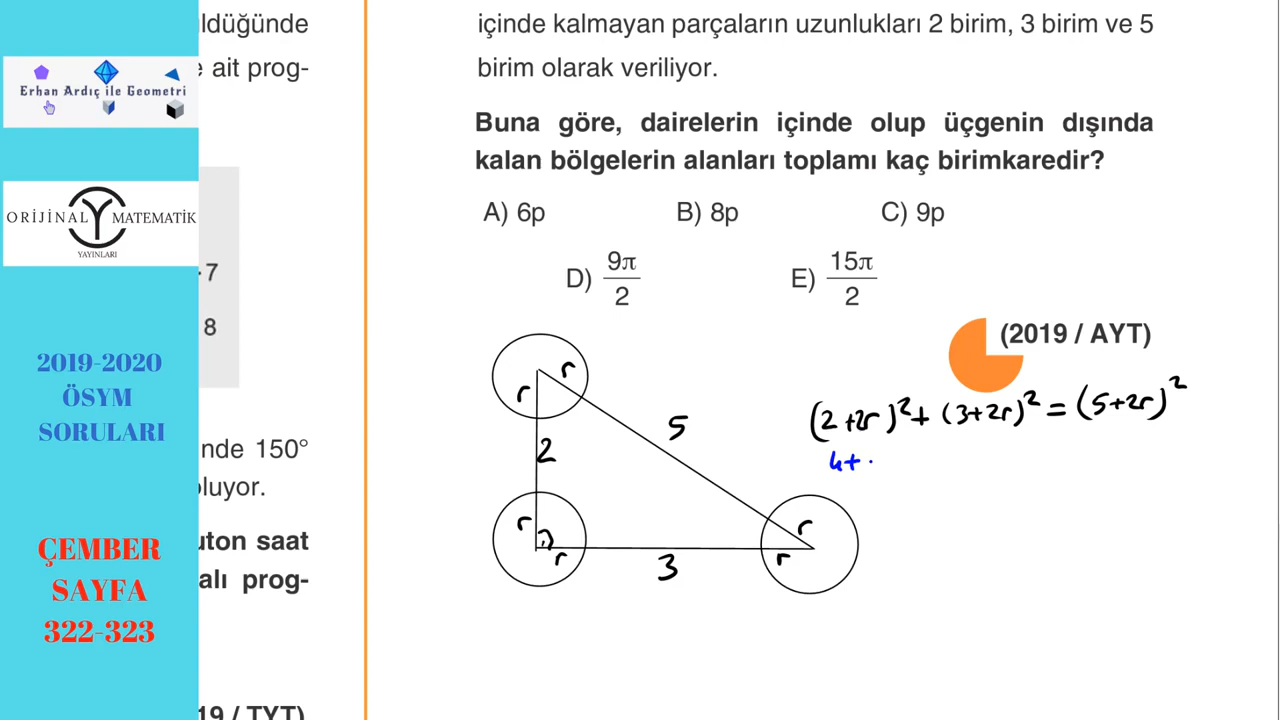 Erhan Ardıç ile Geometri
ORİJİNAL Y MATEMATİK
YAYINLARI
2019-2020
ÖSYM
SORULARI
ÇEMBER
SAYFA
322-323
üldüğünde
e ait prog-
7
8
nde 150°
oluyor.
uton saat
alı prog-
19 / TYT)
içinde kalmayan parçaların uzunlukları 2 birim, 3 birim ve 5
birim olarak veriliyor.
Buna göre, dairelerin içinde olup üçgenin dışında
kalan bölgelerin alanları toplamı kaç birimkaredir?
A) 6p B) 8p C) 9p
D) 9π/2 E) 15π/2
(2019 / AYT)
(2+2r)²+(3+2r)²=(5+2r)²
4+.
r
r
5
2
r
r
3
r
r